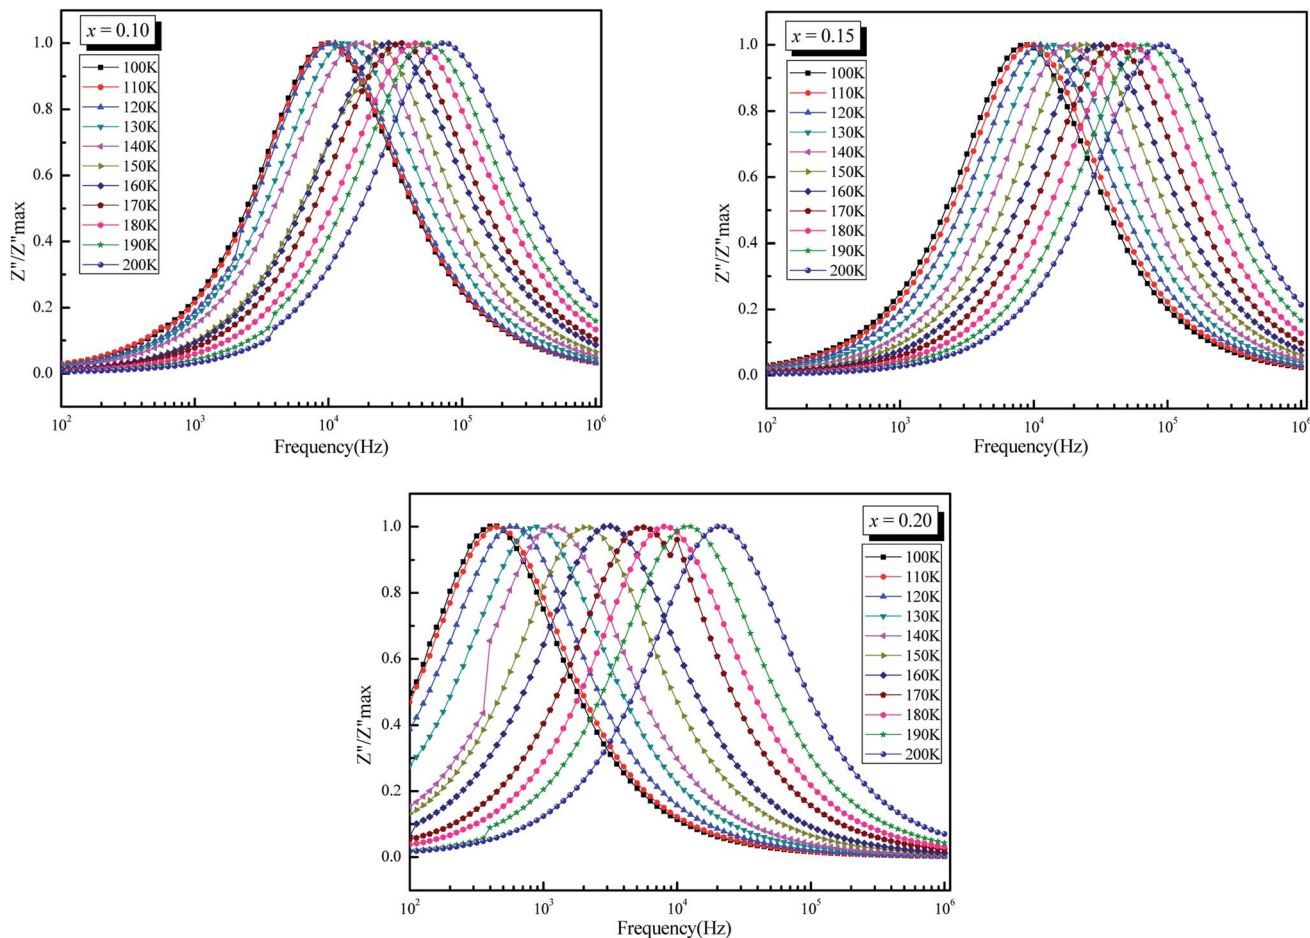 x = 0.10
1.0
0.8
0.6
0.4
0.2
0.0
Z''/Z''max
100K
110K
120K
130K
140K
150K
160K
170K
180K
190K
200K
10²
10³
10⁴
10⁵
10⁶
Frequency(Hz)
x = 0.15
1.0
0.8
0.6
0.4
0.2
0.0
Z''/Z''max
100K
110K
120K
130K
140K
150K
160K
170K
180K
190K
200K
10²
10³
10⁴
10⁵
10⁶
Frequency(Hz)
x = 0.20
1.0
0.8
0.6
0.4
0.2
0.0
Z''/Z''max
100K
110K
120K
130K
140K
150K
160K
170K
180K
190K
200K
10²
10³
10⁴
10⁵
10⁶
Frequency(Hz)